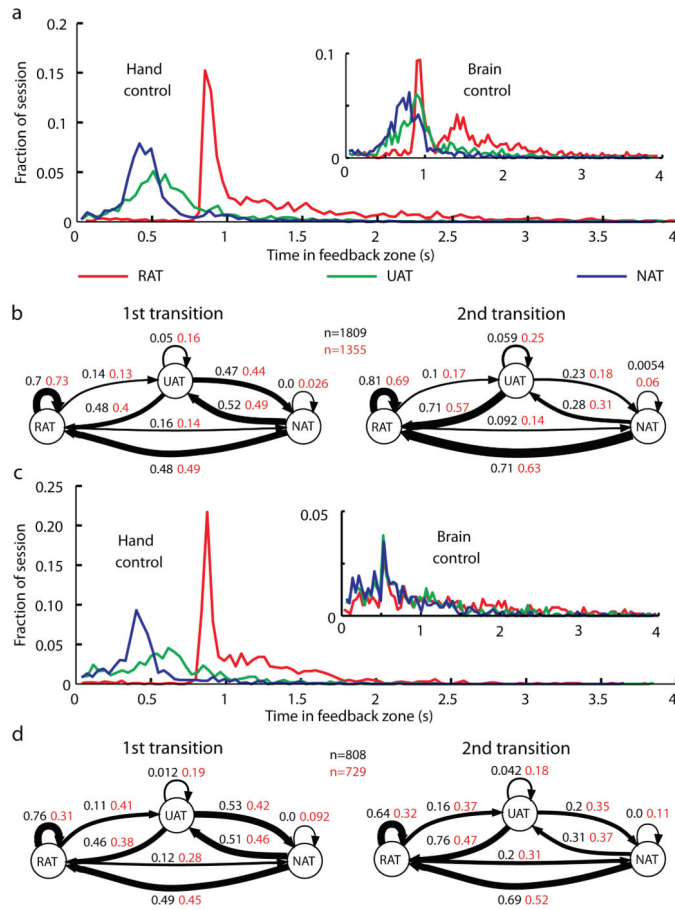 a
0.2
0.15
0.1
0.05
0
Fraction of session
Hand
control
0.1
0
Brain
control
0 1 2 3 4
0.5 1 1.5 2 2.5 3 3.5 4
Time in feedback zone (s)
RAT UAT NAT
b
1st transition
n=1809
n=1355
2nd transition
0.05 0.16
0.7 0.73
0.14 0.13
UAT
0.47 0.44
0.0 0.026
0.48 0.4
0.52 0.49
RAT
0.16 0.14
NAT
0.48 0.49
0.059 0.25
0.81 0.69
0.1 0.17
UAT
0.23 0.18
0.0054
0.06
0.71 0.57
0.28 0.31
RAT
0.092 0.14
NAT
0.71 0.63
c
0.25
0.20
0.15
0.10
0.05
0
Fraction of session
Hand
control
0.05
0
Brain
control
0 1 2 3 4
0 0.5 1 1.5 2 2.5 3 3.5 4
Time in feedback zone (s)
d
1st transition
n=808
n=729
2nd transition
0.012 0.19
0.76 0.31
0.11 0.41
UAT
0.53 0.42
0.0 0.092
0.46 0.38
0.51 0.46
RAT
0.12 0.28
NAT
0.49 0.45
0.042 0.18
0.64 0.32
0.16 0.37
UAT
0.2 0.35
0.0 0.11
0.76 0.47
0.31 0.37
RAT
0.2 0.31
NAT
0.69 0.52